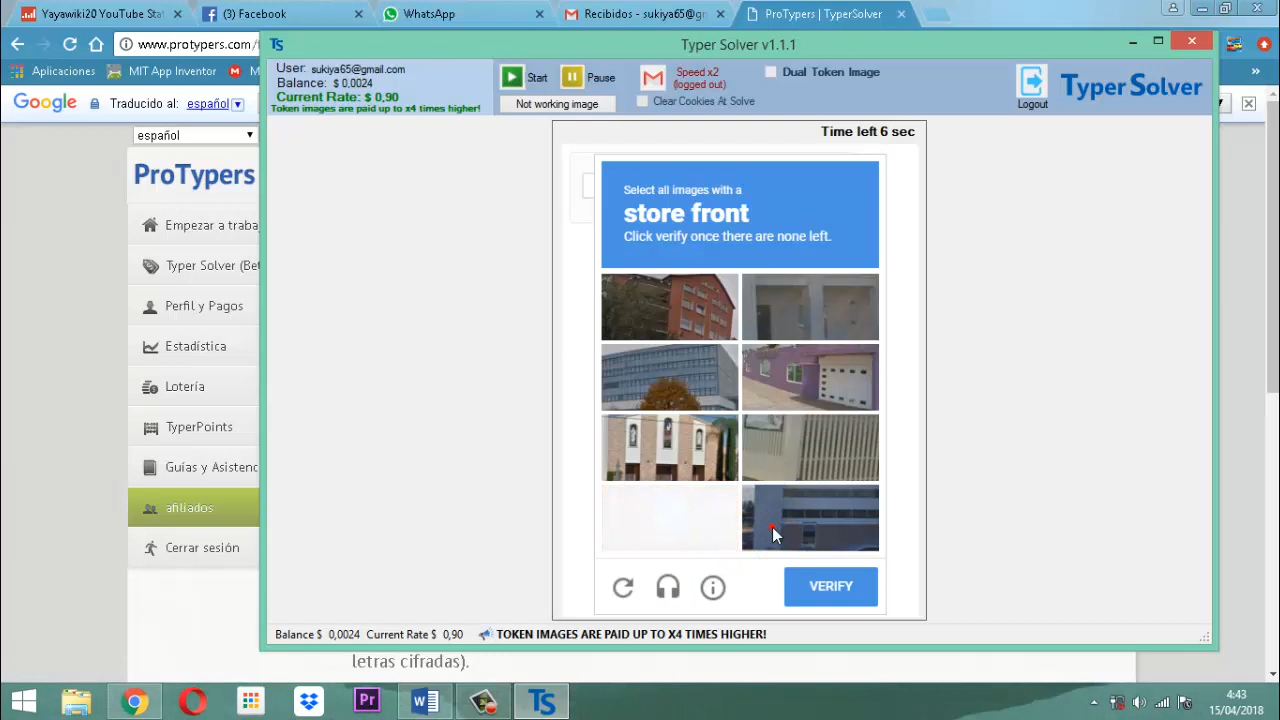 Yayawiki20 YouTube Stat
(3) Facebook
WhatsApp
Recibidos - sukiya65@gm
ProTypers | TyperSolver
www.protypers.com/
Aplicaciones
MIT App Inventor
Google
Traducido al:
español
español
ProTypers
Empezar a traba
Typer Solver (Bet
Perfil y Pagos
Estadística
Lotería
TyperPoints
Guías y Asistenc
afiliados
Cerrar sesión
letras cifradas).
TS
Typer Solver v1.1.1
User: sukiya65@gmail.com
Balance: $ 0,0024
Current Rate: $ 0,90
Token images are paid up to x4 times higher!
Start
Pause
Not working image
Speed x2
(logged out)
Clear Cookies At Solve
Dual Token Image
Logout
Typer Solver
Time left 6 sec
Select all images with a
store front
Click verify once there are none left.
VERIFY
Balance $ 0,0024 Current Rate $ 0,90
TOKEN IMAGES ARE PAID UP TO X4 TIMES HIGHER!
Pr
TS
4:43
15/04/2018